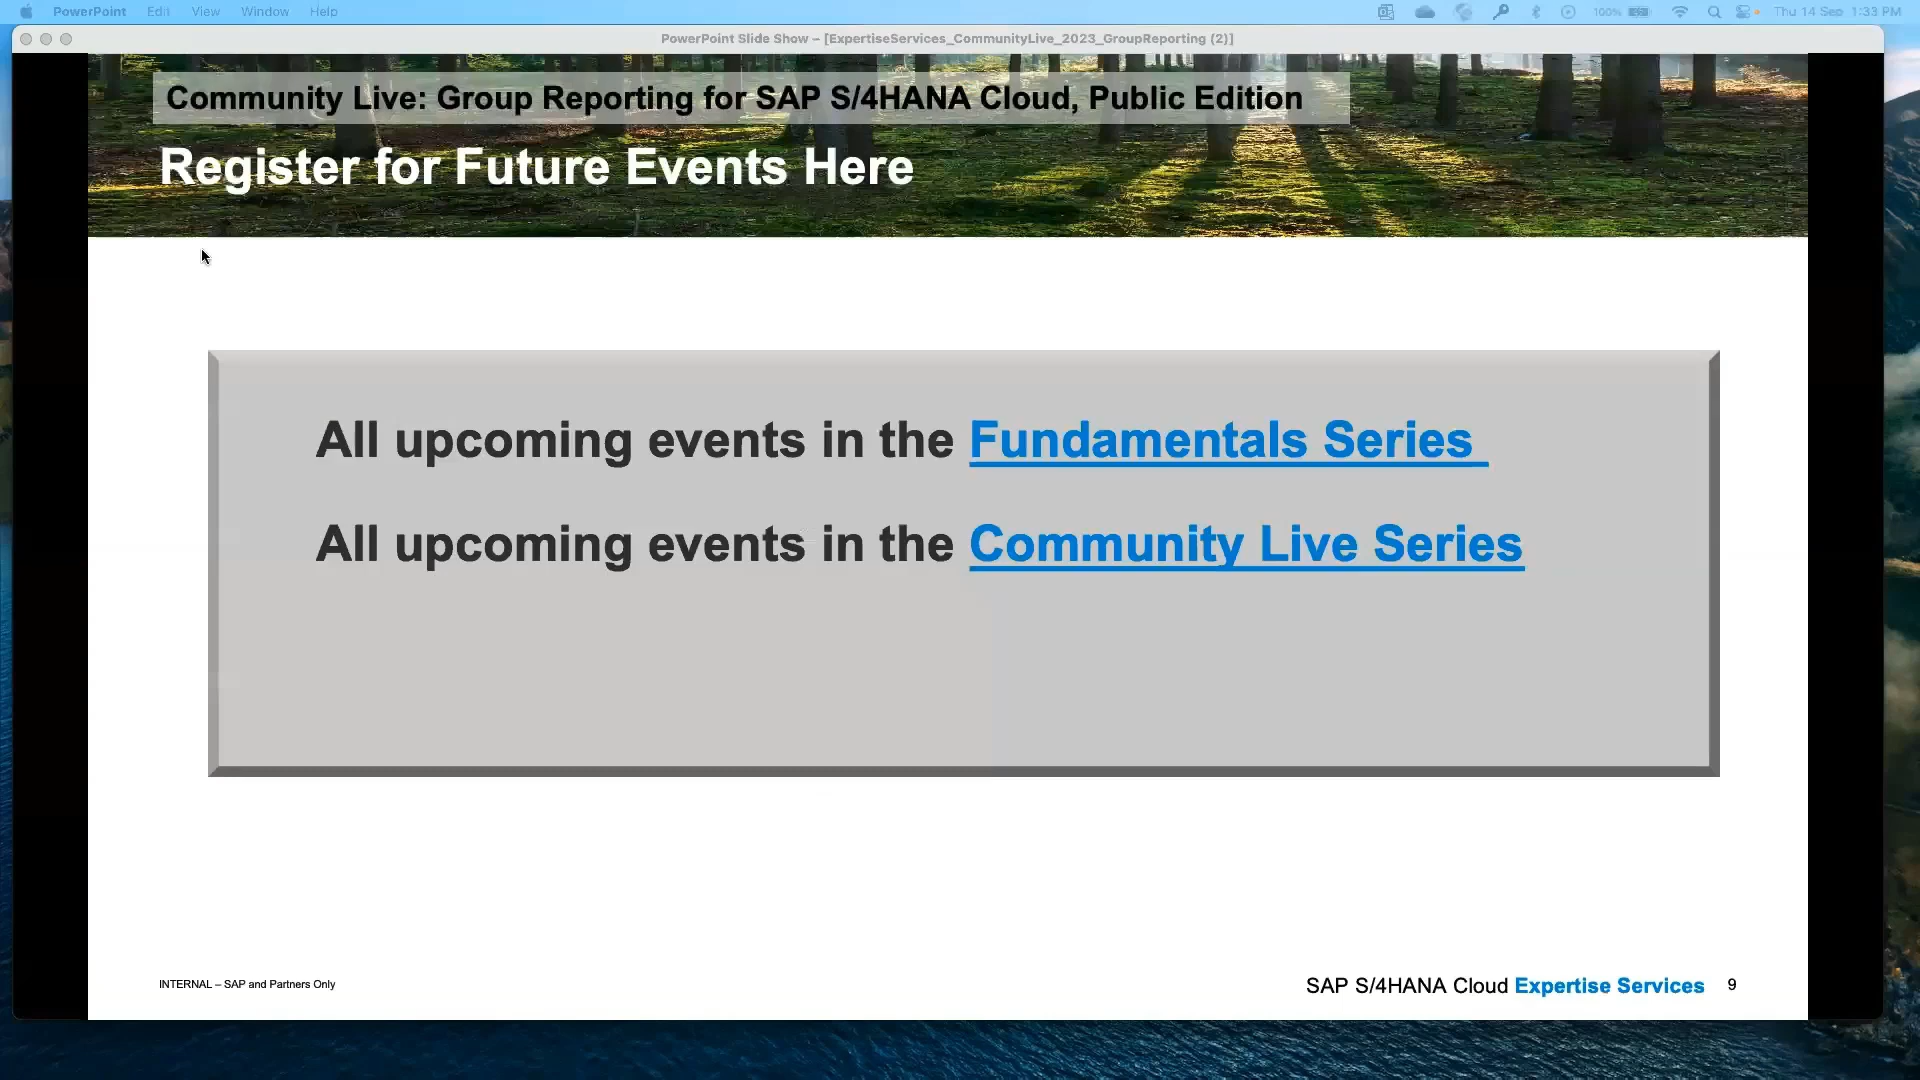 PowerPoint Edit View Window Help 100% Thu 14 Sep 1:33 PM
PowerPoint Slide Show – [ExpertiseServices_CommunityLive_2023_GroupReporting (2)]
Community Live: Group Reporting for SAP S/4HANA Cloud, Public Edition
Register for Future Events Here
All upcoming events in the Fundamentals Series
All upcoming events in the Community Live Series
INTERNAL – SAP and Partners Only
SAP S/4HANA Cloud Expertise Services 9